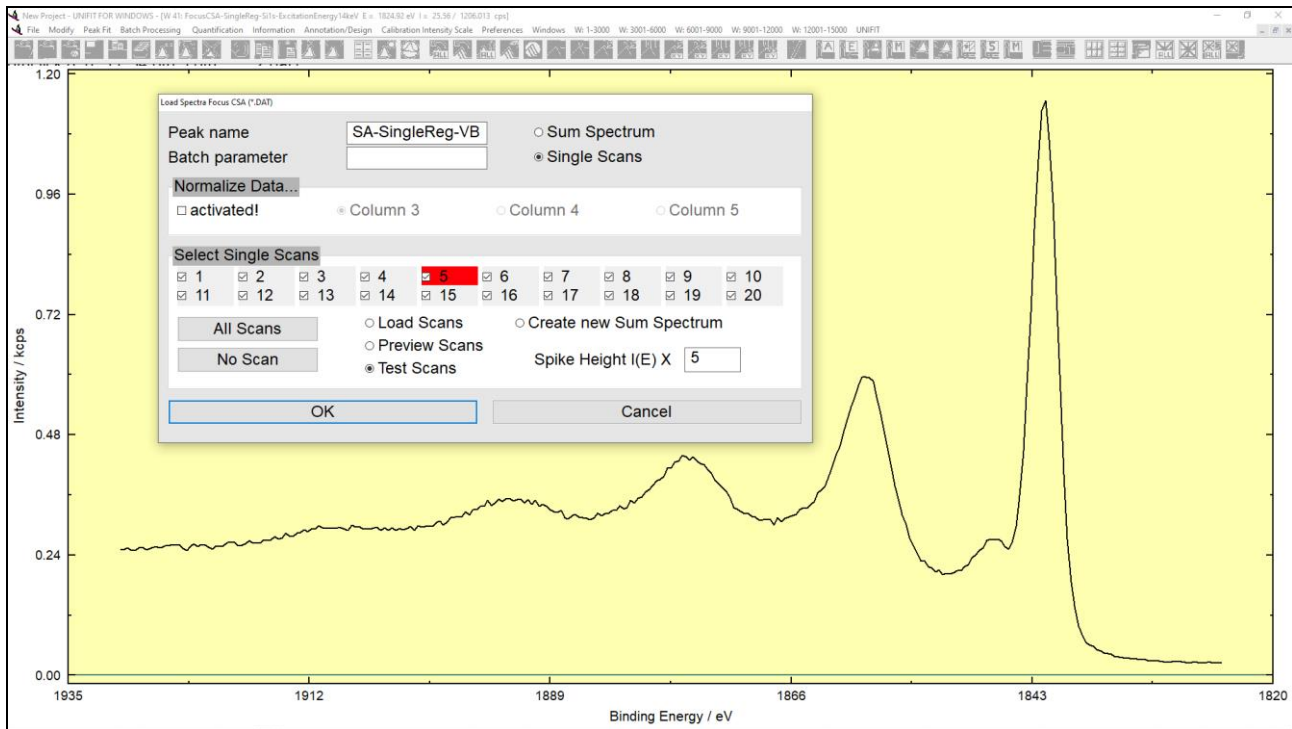 New Project - UNIFIT FOR WINDOWS - [W 41: FocusCSA-SingleReg-Si1s-ExcitationEnergy14keV E = 1824.92 eV I = 25.56 / 1206.013 cps]
File Modify Peak Fit Batch Processing Quantification Information Annotation/Design Calibration Intensity Scale Preferences Windows W: 1-3000 W: 3001-6000 W: 6001-9000 W: 9001-12000 W: 12001-15000 UNIFIT
1.20
Load Spectra Focus CSA (*.DAT)
Peak name SA-SingleReg-VB Sum Spectrum
Batch parameter Single Scans
Normalize Data...
activated! Column 3 Column 4 Column 5
0.96
Select Single Scans
1 2 3 4 5 6 7 8 9 10
11 12 13 14 15 16 17 18 19 20
0.72
All Scans Load Scans Create new Sum Spectrum
Preview Scans
No Scan Test Scans Spike Height I(E) X 5
OK Cancel
0.48
0.24
0.00
Intensity / kcps
1935 1912 1889 1866 1843 1820
Binding Energy / eV